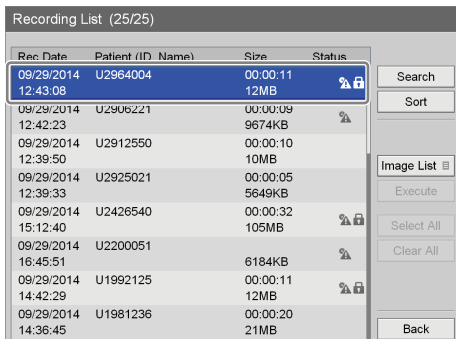 Recording List (25/25)
Rec Date Patient (ID Name) Size Status
09/29/2014 U2964004 00:00:11
12:43:08 12MB
09/29/2014 U2906221 00:00:09
12:42:23 9674KB
09/29/2014 U2912550 00:00:10
12:39:50 10MB
09/29/2014 U2925021 00:00:05
12:39:33 5649KB
09/29/2014 U2426540 00:00:32
15:12:40 105MB
09/29/2014 U2200051
16:45:51 6184KB
09/29/2014 U1992125 00:00:11
14:42:29 12MB
09/29/2014 U1981236 00:00:20
14:36:45 21MB
Search
Sort
Image List
Execute
Select All
Clear All
Back